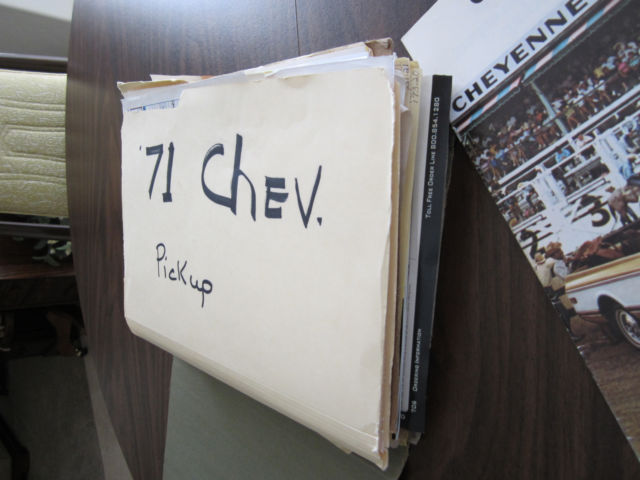 '71 Chev.
Pickup
TOLL FREE ORDER LINE 800.854.1280
ORDERING INFORMATION
CHEYENNE